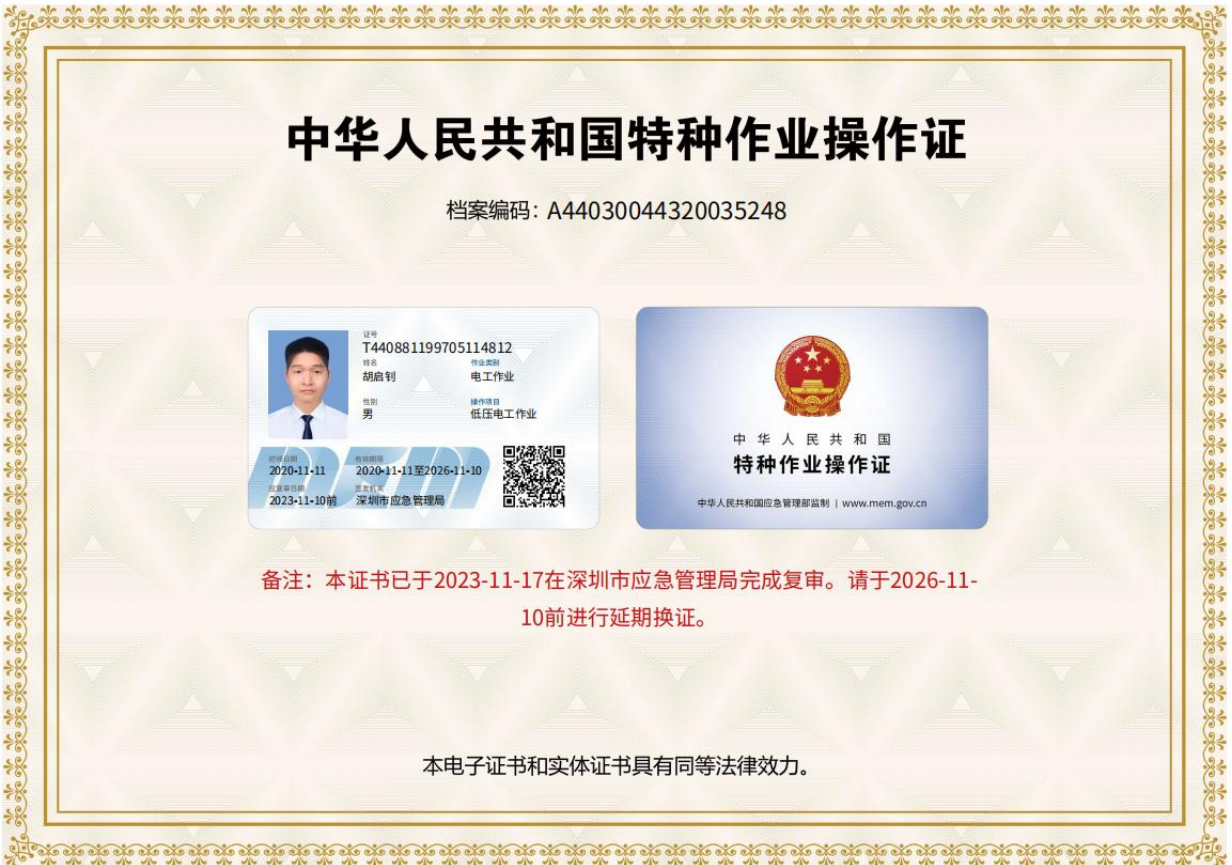 中华人民共和国特种作业操作证
档案编码：A44030044320035248
证号
T440881199705114812
姓名 作业类别
胡启钊 电工作业
性别 操作项目
男 低压电工作业
初领日期 有效期限
2020-11-11 2020-11-11至2026-11-10
应复审日期 签发机关
2023-11-10前 深圳市应急管理局
中华人民共和国
特种作业操作证
中华人民共和国应急管理部监制 | www.mem.gov.cn
备注：本证书已于2023-11-17在深圳市应急管理局完成复审。请于2026-11-
10前进行延期换证。
本电子证书和实体证书具有同等法律效力。